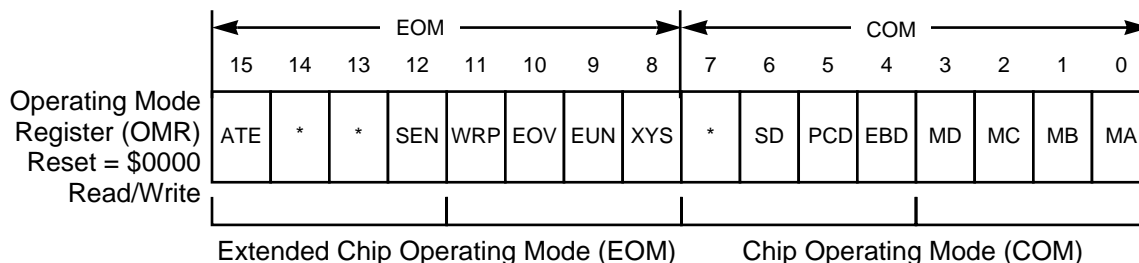 EOM COM
15 14 13 12 11 10 9 8 7 6 5 4 3 2 1 0
Operating Mode
Register (OMR)
Reset = $0000
Read/Write
ATE * * SEN WRP EOV EUN XYS * SD PCD EBD MD MC MB MA
Extended Chip Operating Mode (EOM) Chip Operating Mode (COM)